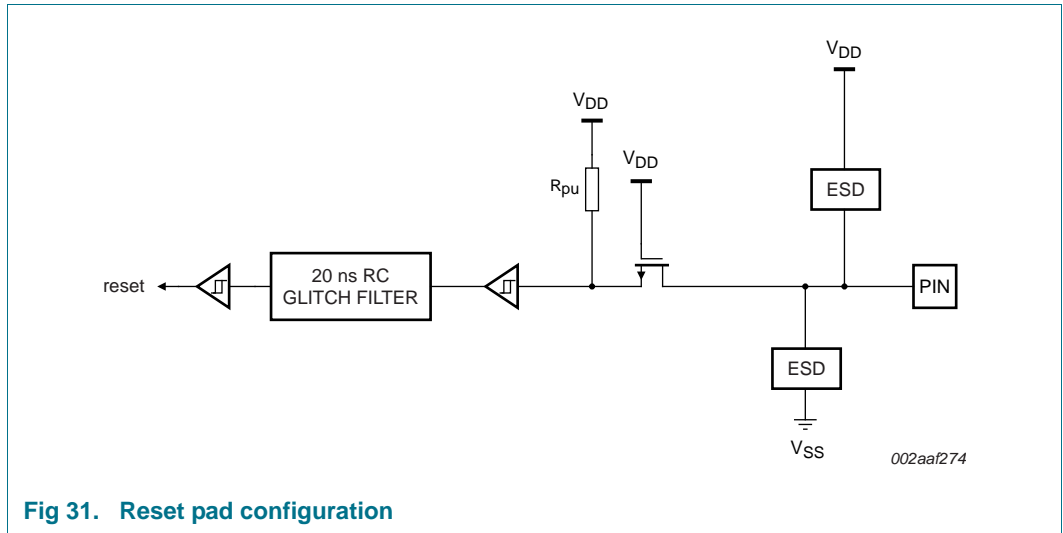 VDD
VDD
VDD
Rpu
ESD
reset
20 ns RC
GLITCH FILTER
PIN
ESD
VSS
002aaf274
Fig 31. Reset pad configuration